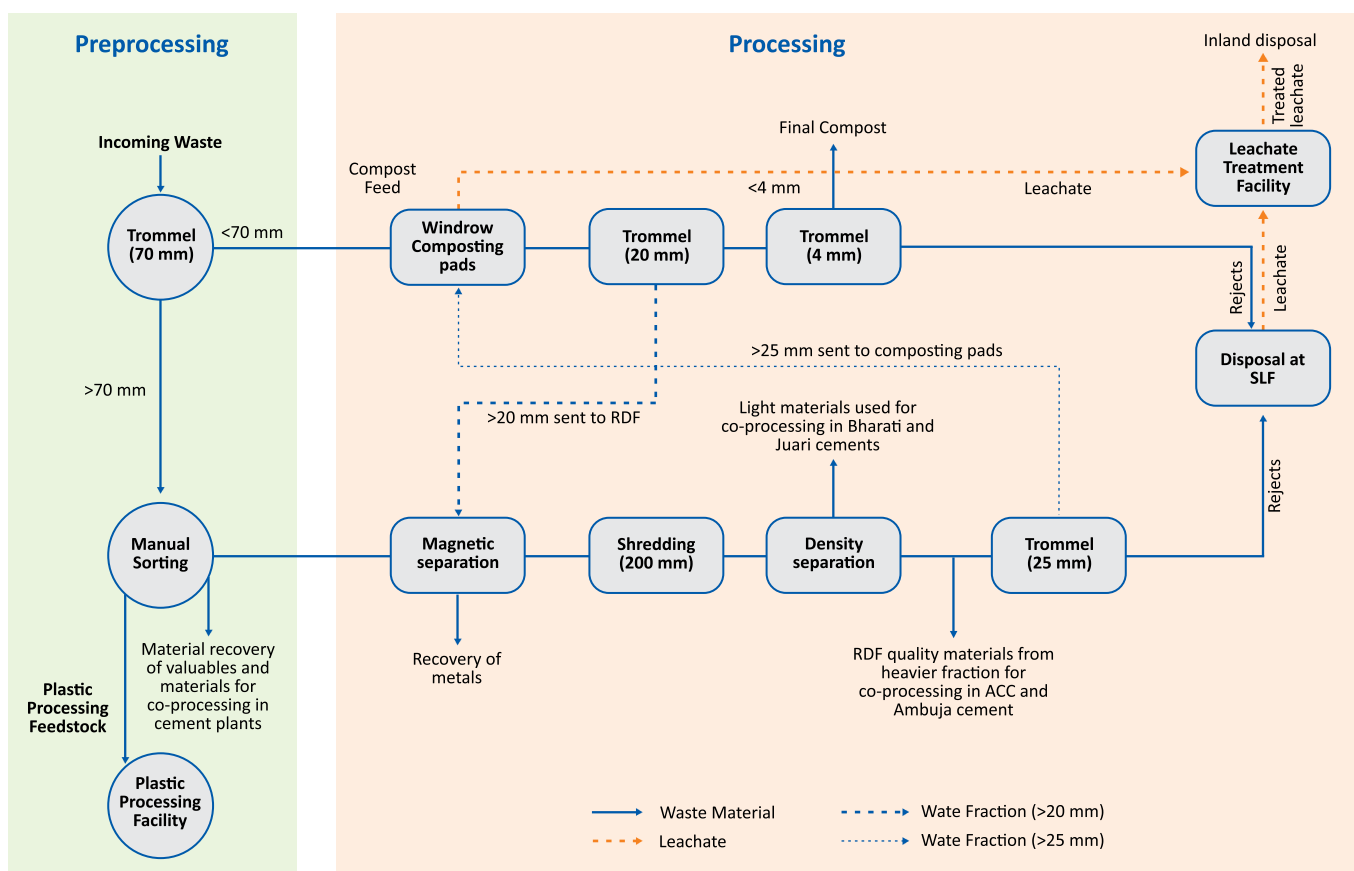 Preprocessing
Processing
Incoming Waste
Trommel
(70 mm)
<70 mm
>70 mm
Manual
Sorting
Material recovery
of valuables and
materials for
co-processing in
cement plants
Plastic
Processing
Feedstock
Plastic
Processing
Facility
Compost
Feed
Windrow
Composting
pads
Trommel
(20 mm)
Final Compost
<4 mm
Trommel
(4 mm)
Leachate
Inland disposal
Treated
leachate
Leachate
Treatment
Facility
Rejects
Leachate
Disposal at
SLF
>25 mm sent to composting pads
>20 mm sent to RDF
Light materials used for
co-processing in Bharati and
Juari cements
Magnetic
separation
Shredding
(200 mm)
Density
separation
Trommel
(25 mm)
Rejects
Recovery of
metals
RDF quality materials from
heavier fraction for
co-processing in ACC and
Ambuja cement
Waste Material
Leachate
Wate Fraction (>20 mm)
Wate Fraction (>25 mm)